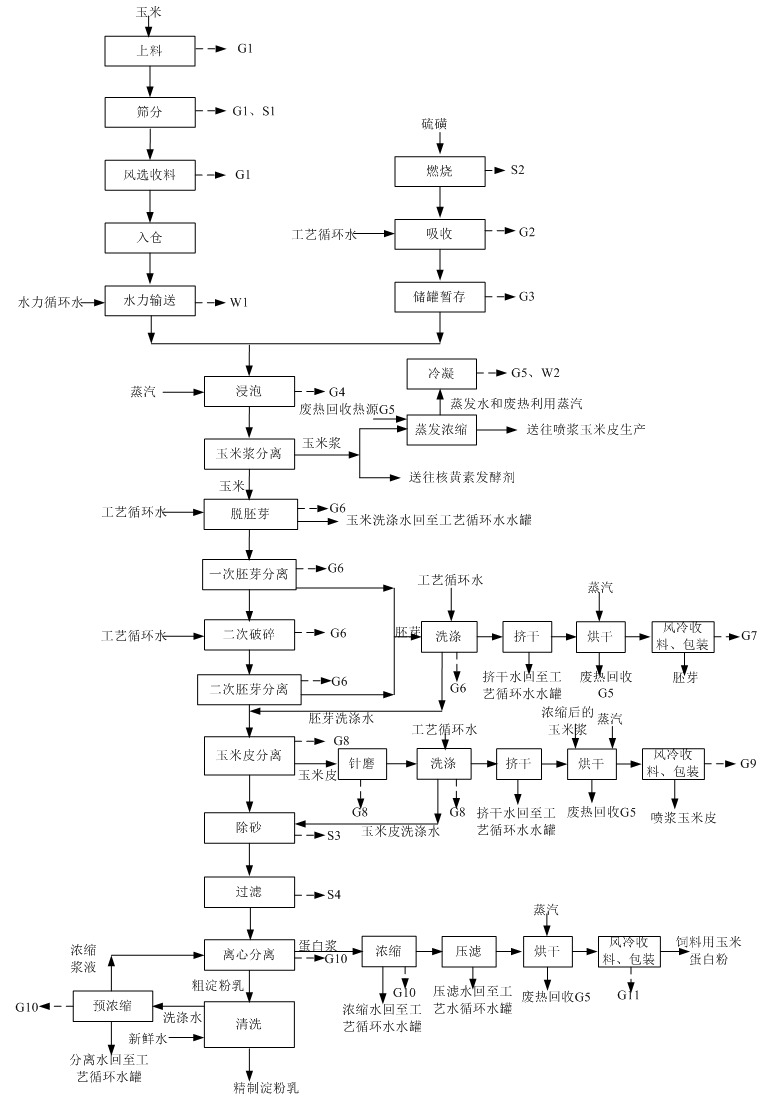 玉米
上料
G1
筛分
G1、S1
硫磺
燃烧
S2
风选收料
G1
入仓
工艺循环水
吸收
G2
水力循环水
水力输送
W1
储罐暂存
G3
冷凝
G5、W2
蒸汽
浸泡
G4
蒸发水和废热利用蒸汽
废热回收热源G5
蒸发浓缩
送往喷浆玉米皮生产
玉米浆
玉米浆分离
送往核黄素发酵剂
玉米
工艺循环水
脱胚芽
G6
玉米洗涤水回至工艺循环水水罐
一次胚芽分离
G6
工艺循环水
蒸汽
工艺循环水
二次破碎
G6
胚芽
洗涤
挤干
烘干
风冷收
料、包装
G7
二次胚芽分离
G6
G6
挤干水回至工
艺循环水水罐
废热回收
G5
胚芽
胚芽洗涤水
工艺循环水
浓缩后的
玉米浆
蒸汽
玉米皮分离
G8
玉米皮
针磨
洗涤
挤干
烘干
风冷收
料、包装
G9
G8
G8
挤干水回至工
艺循环水水罐
废热回收G5
喷浆玉米皮
除砂
玉米皮洗涤水
S3
过滤
S4
蒸汽
浓缩
浆液
离心分离
蛋白浆
G10
浓缩
压滤
烘干
风冷收
料、包装
饲料用玉米
蛋白粉
粗淀粉乳
G10
浓缩水回至工
艺循环水水罐
压滤水回至工
艺水循环水罐
废热回收G5
G11
G10
预浓缩
洗涤水
清洗
新鲜水
分离水回至工
艺循环水罐
精制淀粉乳